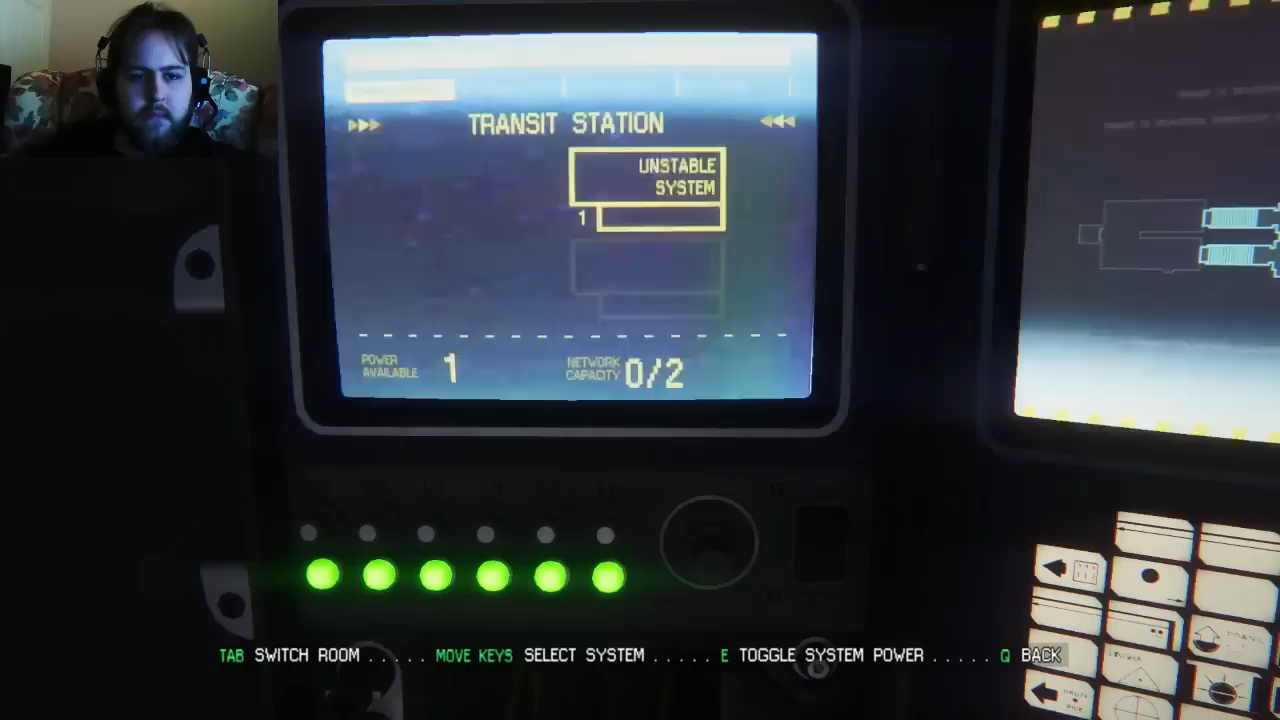 TRANSIT STATION
UNSTABLE
SYSTEM
1
POWER
AVAILABLE
1
NETWORK
CAPACITY
0/2
TAB SWITCH ROOM ..... MOVE KEYS SELECT SYSTEM ..... E TOGGLE SYSTEM POWER ..... Q BACK